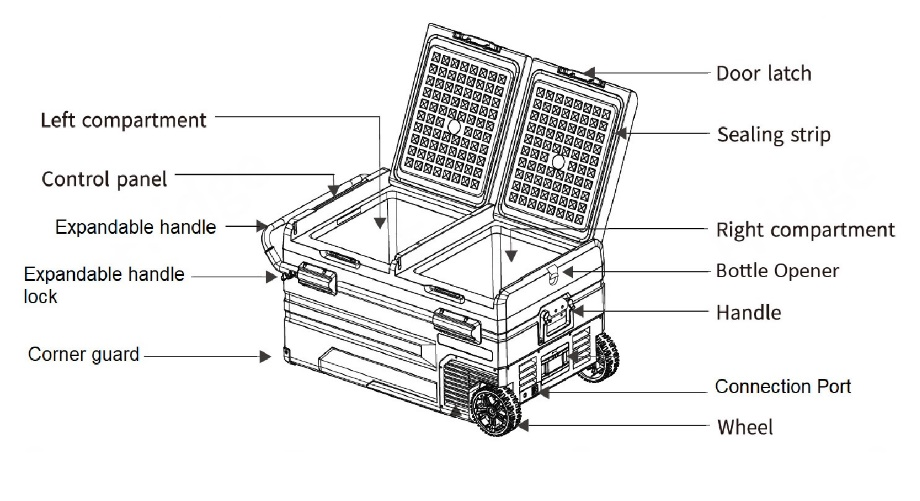 Door latch
Left compartment
Sealing strip
Control panel
Expandable handle
Right compartment
Expandable handle
lock
Bottle Opener
Handle
Corner guard
Connection Port
Wheel